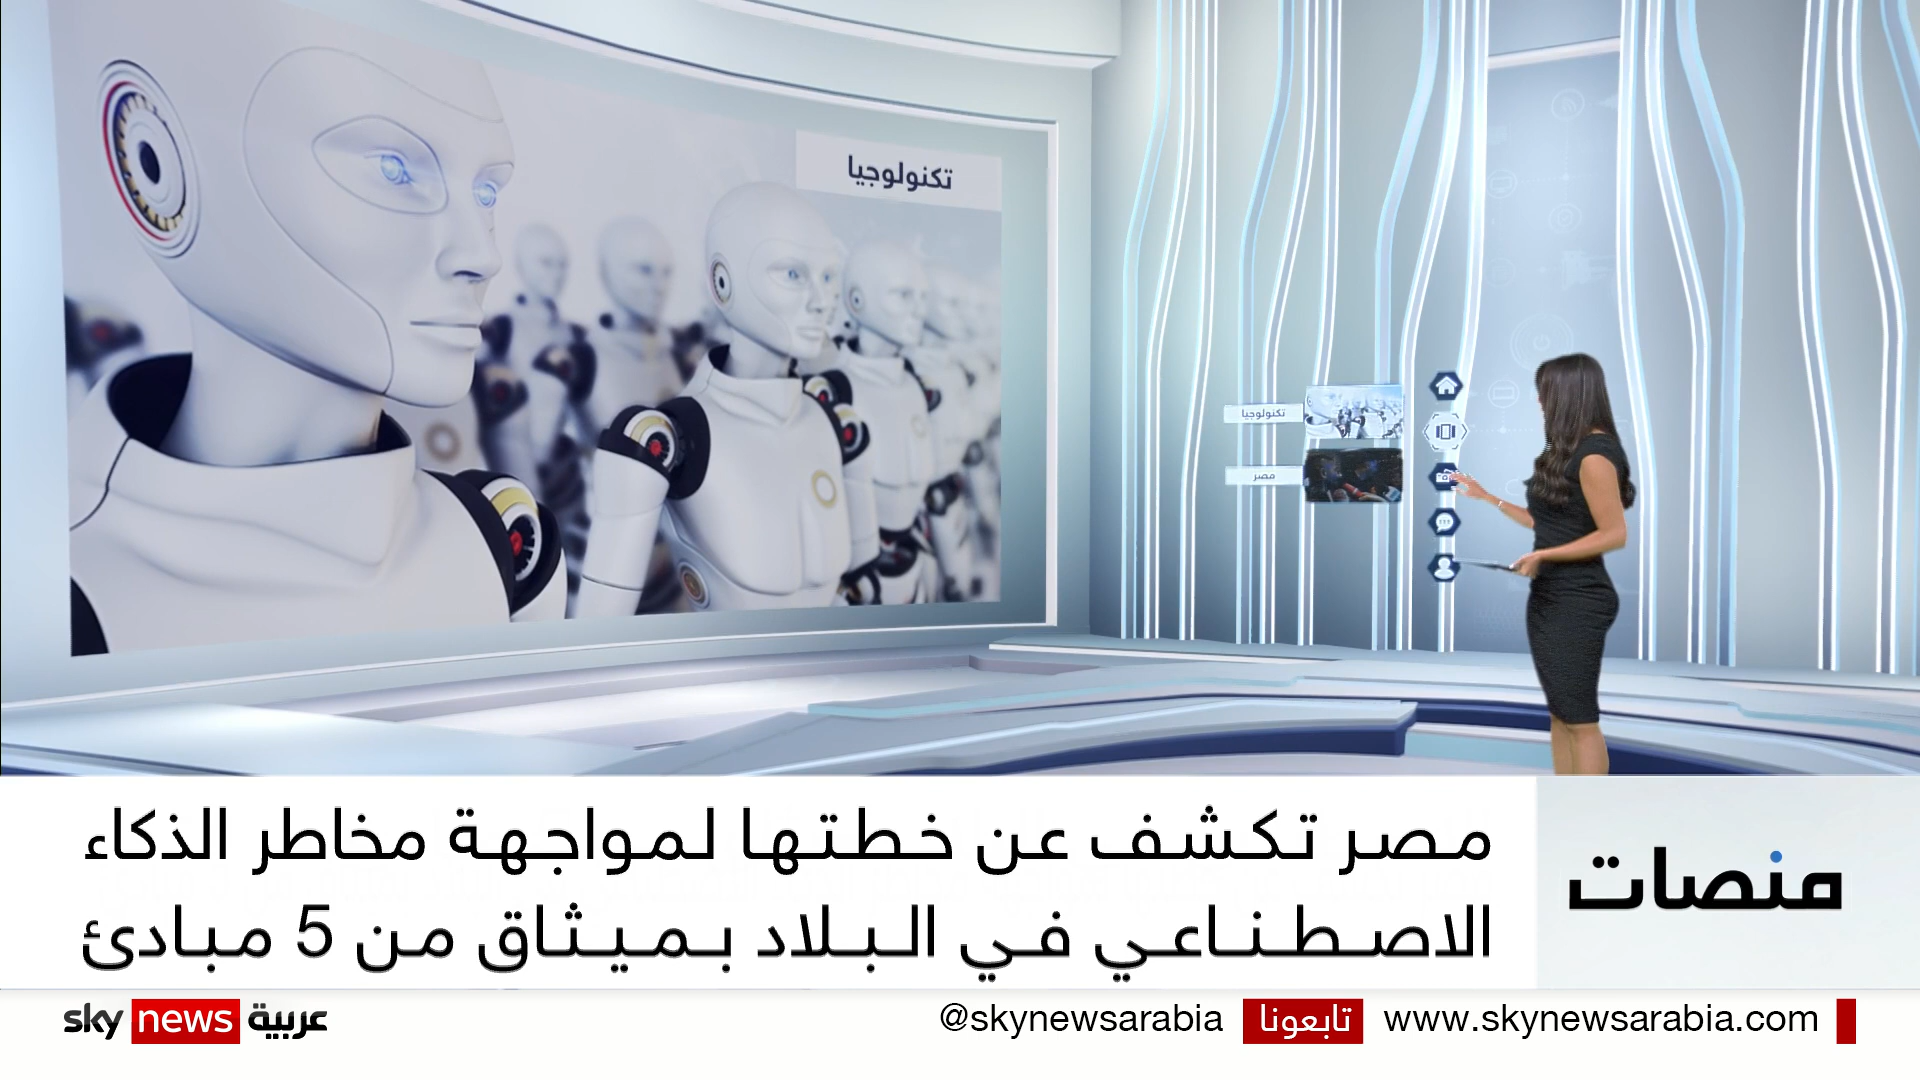 تكنولوجيا
تكنولوجيا
مصر
مصر تكشف عن خطتها لمواجهة مخاطر الذكاء
الاصطناعي في البلاد بميثاق من 5 مبادئ
منصات
sky news عربية
@skynewsarabia تابعونا www.skynewsarabia.com